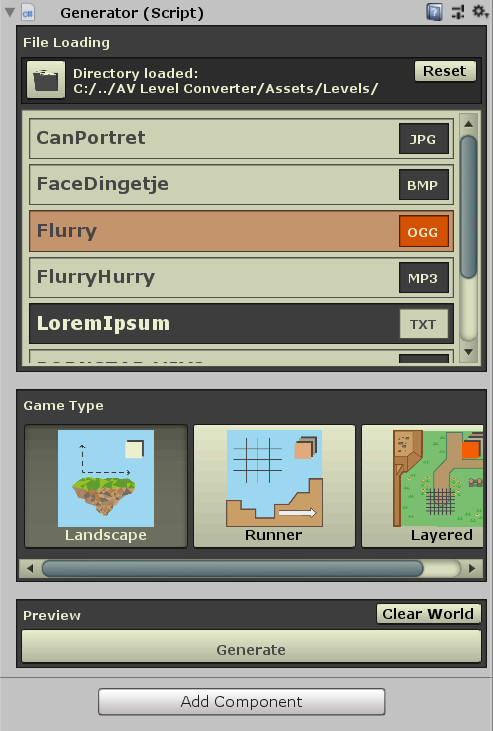 Generator (Script)
File Loading
Directory loaded:
C:/../AV Level Converter/Assets/Levels/
Reset
CanPortret
JPG
FaceDingetje
BMP
Flurry
OGG
FlurryHurry
MP3
LoremIpsum
TXT
Game Type
Landscape
Runner
Layered
Preview
Clear World
Generate
Add Component